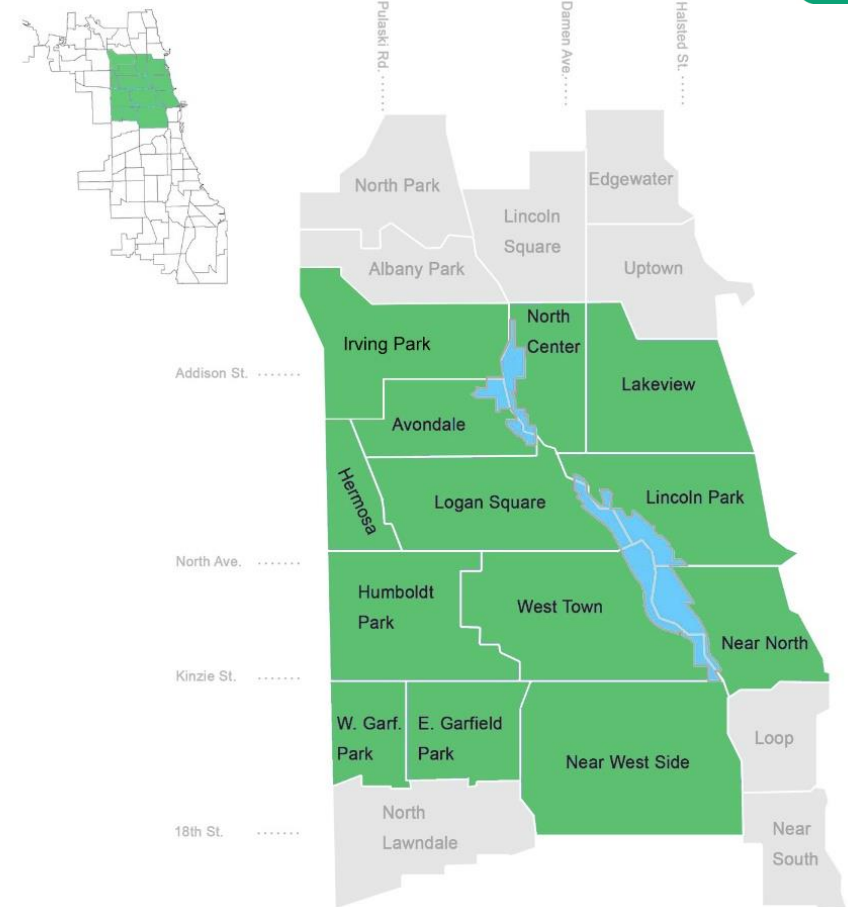 Pulaski Rd.
Damen Ave.
Halsted St.
North Park
Edgewater
Lincoln
Square
Albany Park
Uptown
North
Center
Irving Park
Addison St.
Lakeview
Avondale
Hermosa
Logan Square
Lincoln Park
North Ave.
Humboldt
Park
West Town
Near North
Kinzie St.
W. Garf.
Park
E. Garfield
Park
Near West Side
Loop
North
Lawndale
18th St.
Near
South